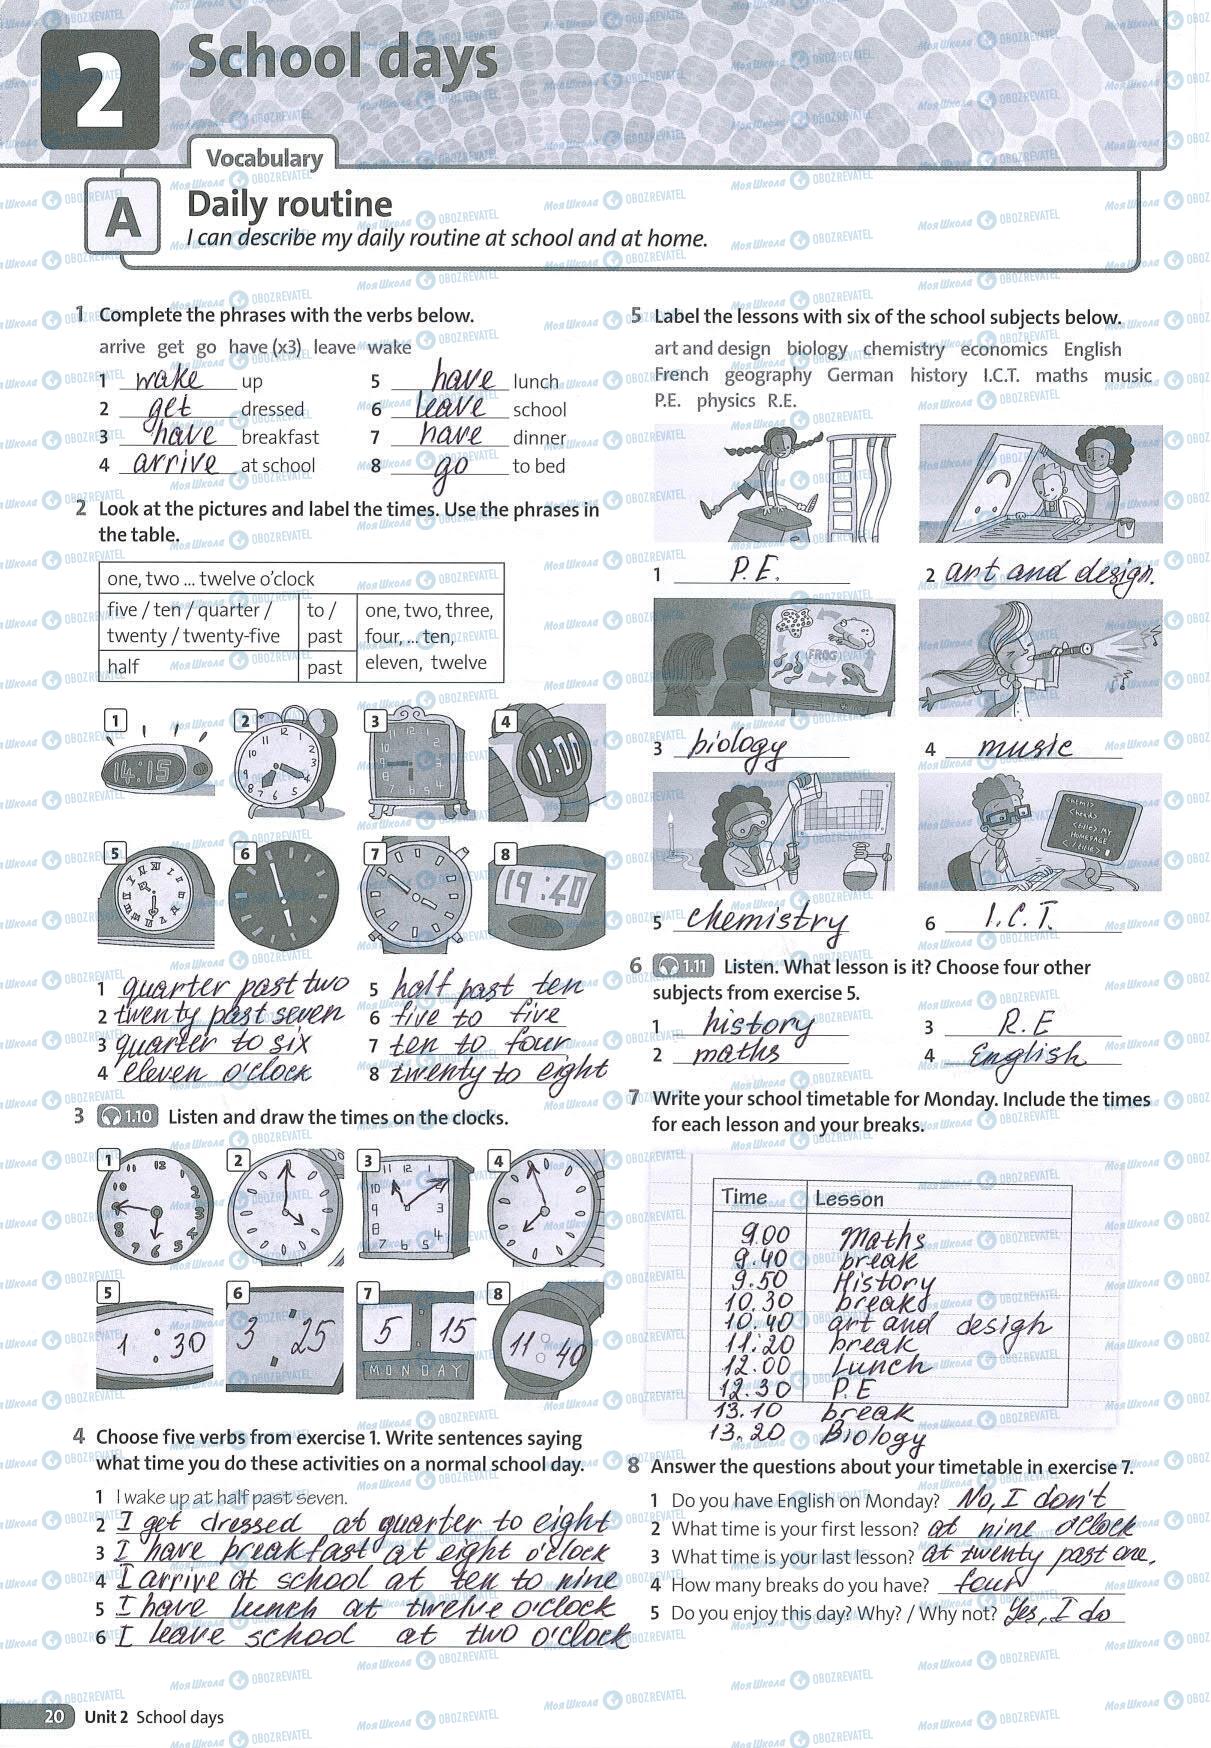 2
School days
Vocabulary
A
Daily routine
I can describe my daily routine at school and at home.
1 Complete the phrases with the verbs below.
arrive get go have (x3) leave wake
1 wake up
2 get dressed
3 have breakfast
4 arrive at school
5 have lunch
6 leave school
7 have dinner
8 go to bed
2 Look at the pictures and label the times. Use the phrases in
the table.
one, two ... twelve o'clock
five / ten / quarter /
twenty / twenty-five
to /
past
one, two, three,
four, ... ten,
eleven, twelve
half
past
1
14:15
2
3
4
11:00
5
6
7
8
19:40
1 quarter past two
2 twenty past seven
3 quarter to six
4 eleven o'clock
5 half past ten
6 five to five
7 ten to four
8 twenty to eight
3 1.10 Listen and draw the times on the clocks.
1
2
3
4
5
1 : 30
6
3 : 25
7
5 : 15
MONDAY
8
11 : 40
4 Choose five verbs from exercise 1. Write sentences saying
what time you do these activities on a normal school day.
1 I wake up at half past seven.
2 I get dressed at quarter to eight
3 I have breakfast at eight o'clock
4 I arrive at school at ten to nine
5 I have lunch at twelve o'clock
6 I leave school at two o'clock
5 Label the lessons with six of the school subjects below.
art and design biology chemistry economics English
French geography German history I.C.T. maths music
P.E. physics R.E.
1 P.E.
2 art and design.
FROG
3 biology
4 music
5 chemistry
6 I.C.T.
6 1.11 Listen. What lesson is it? Choose four other
subjects from exercise 5.
1 history
2 maths
3 R.E
4 English
7 Write your school timetable for Monday. Include the times
for each lesson and your breaks.
Time Lesson
9.00 Maths
9.40 break
9.50 History
10.30 break
10.40 art and desigh
11.20 break
12.00 Lunch
12.30 P.E
13.10 break
13.20 Biology
8 Answer the questions about your timetable in exercise 7.
1 Do you have English on Monday? No, I don't
2 What time is your first lesson? at nine o'clock
3 What time is your last lesson? at twenty past one.
4 How many breaks do you have? four
5 Do you enjoy this day? Why? / Why not? Yes, I do
20 Unit 2 School days
Моя Школа OBOZREVATEL